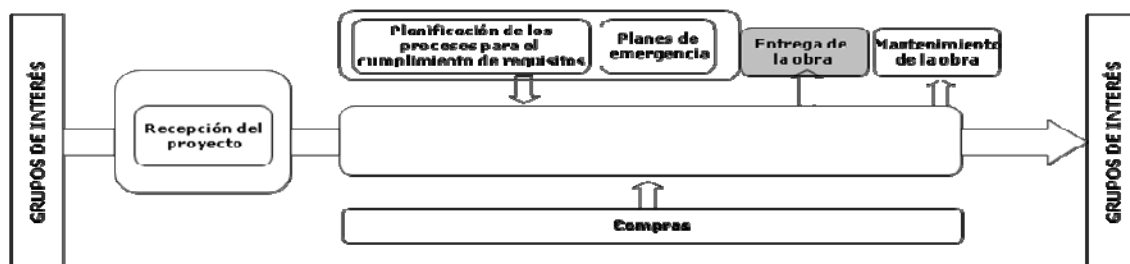 GRUPOS DE INTERÉS
Planificación de los
procesos para el
cumplimiento de requisitos
Planes de
emergencia
Entrega de
la obra
Mantenimiento
de la obra
Recepción del
proyecto
Compras
GRUPOS DE INTERÉS